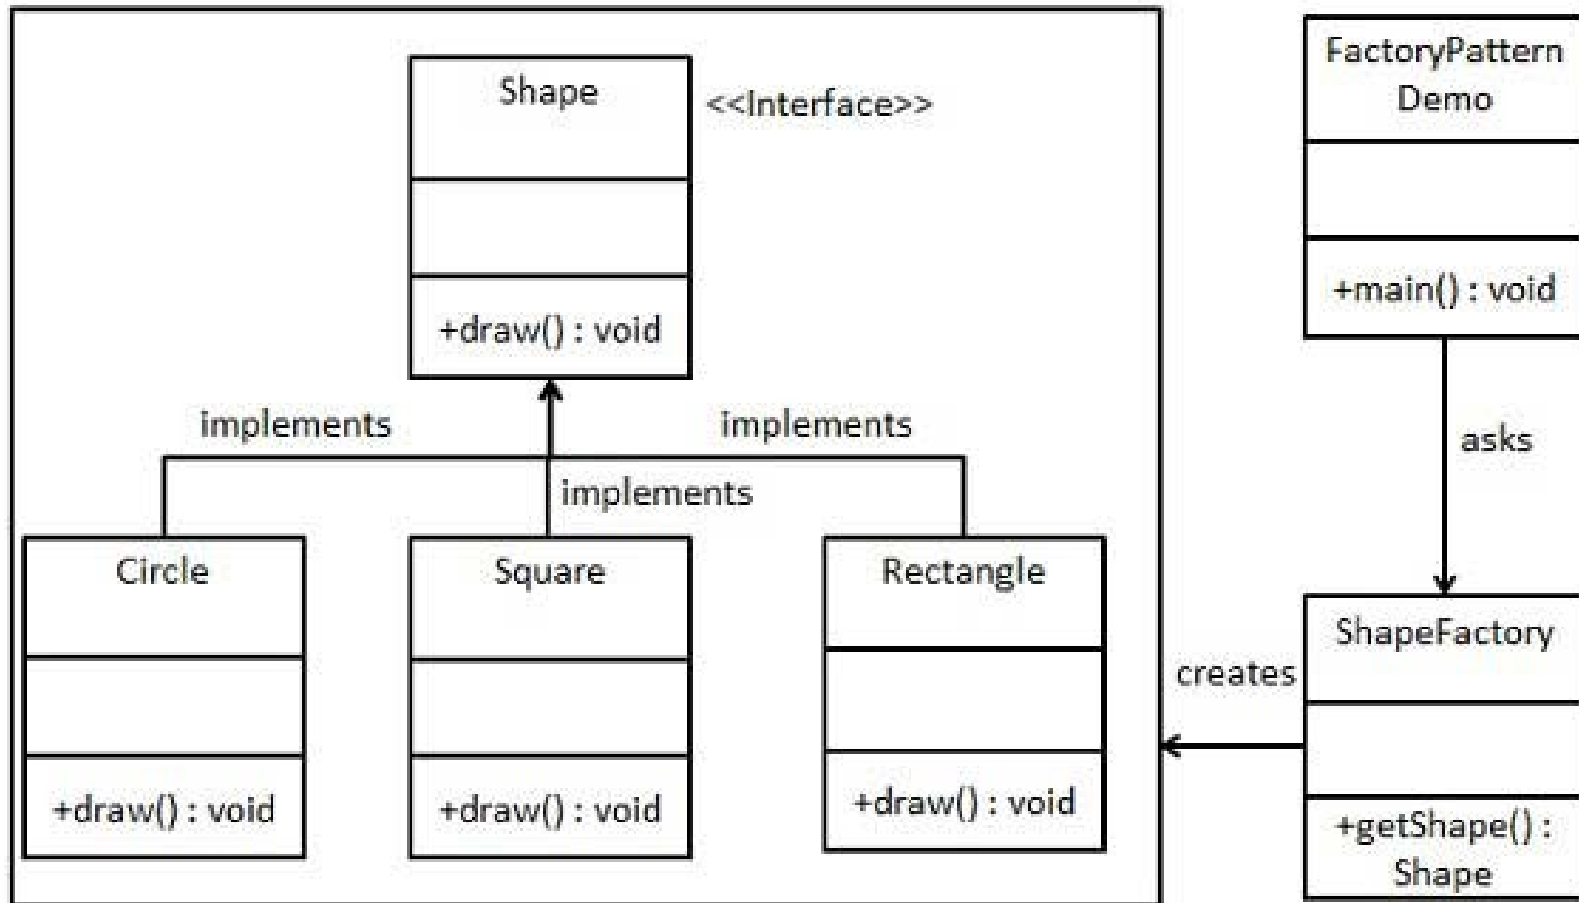 Shape
<<Interface>>
+draw() : void
implements
implements
implements
Circle
+draw() : void
Square
+draw() : void
Rectangle
+draw() : void
FactoryPattern
Demo
+main() : void
asks
ShapeFactory
+getShape() :
Shape
creates